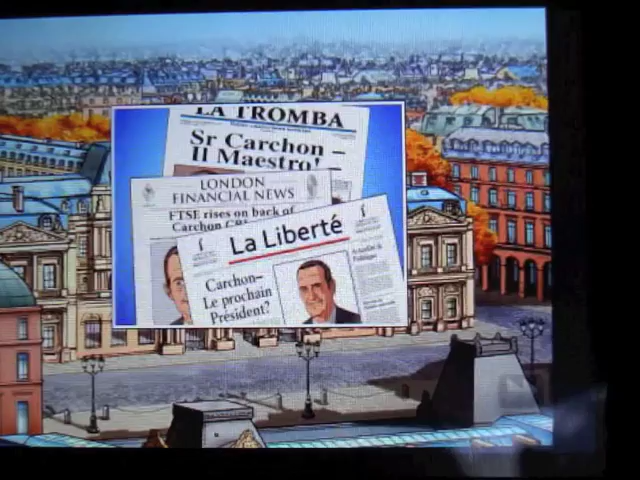 LA TROMBA
Sr Carchon –
Il Maestro!
LONDON
FINANCIAL NEWS
FTSE rises on back of
Carchon
La Liberté
Carchon–
Le prochain
Président?